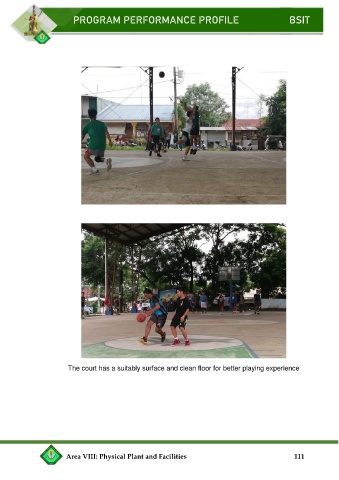 PROGRAM PERFORMANCE PROFILE BSIT
The court has a suitably surface and clean floor for better playing experience
Area VIII: Physical Plant and Facilities 111